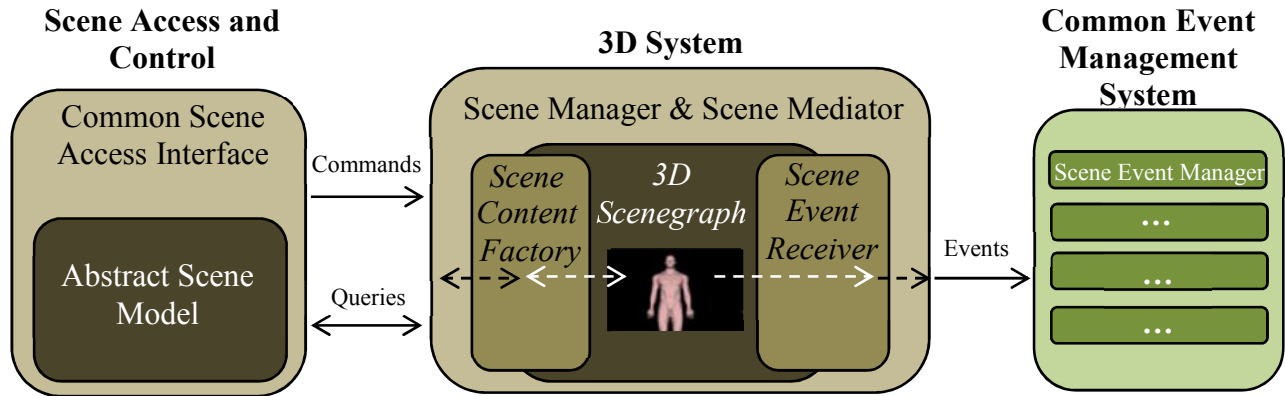 Scene Access and
Control
Common Scene
Access Interface
Abstract Scene
Model
Commands
Queries
3D System
Scene Manager & Scene Mediator
Scene
Content
Factory
3D
Scenegraph
Scene
Event
Receiver
Events
Common Event
Management
System
Scene Event Manager
...
...
...